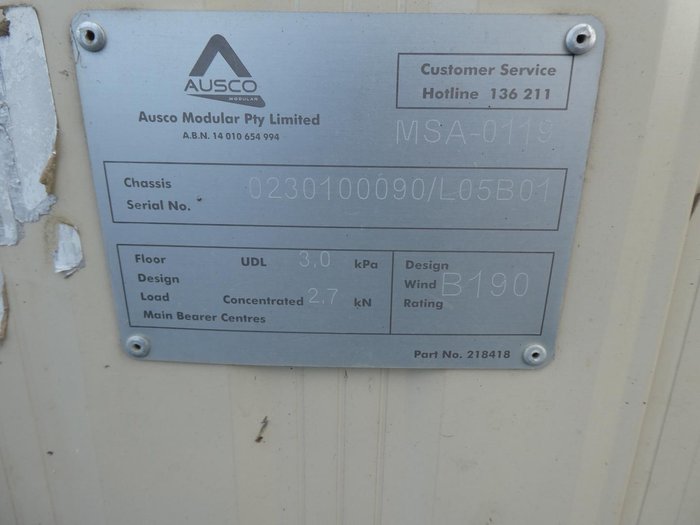 AUSCO
MODULAR
Ausco Modular Pty Limited
A.B.N. 14 010 654 994
Customer Service
Hotline 136 211
MSA-0119
Chassis
Serial No.
0230100090/L05B01
Floor
Design
Load
UDL 3,0 kPa
Concentrated 2.7 kN
Main Bearer Centres
Design
Wind
Rating
B190
Part No. 218418